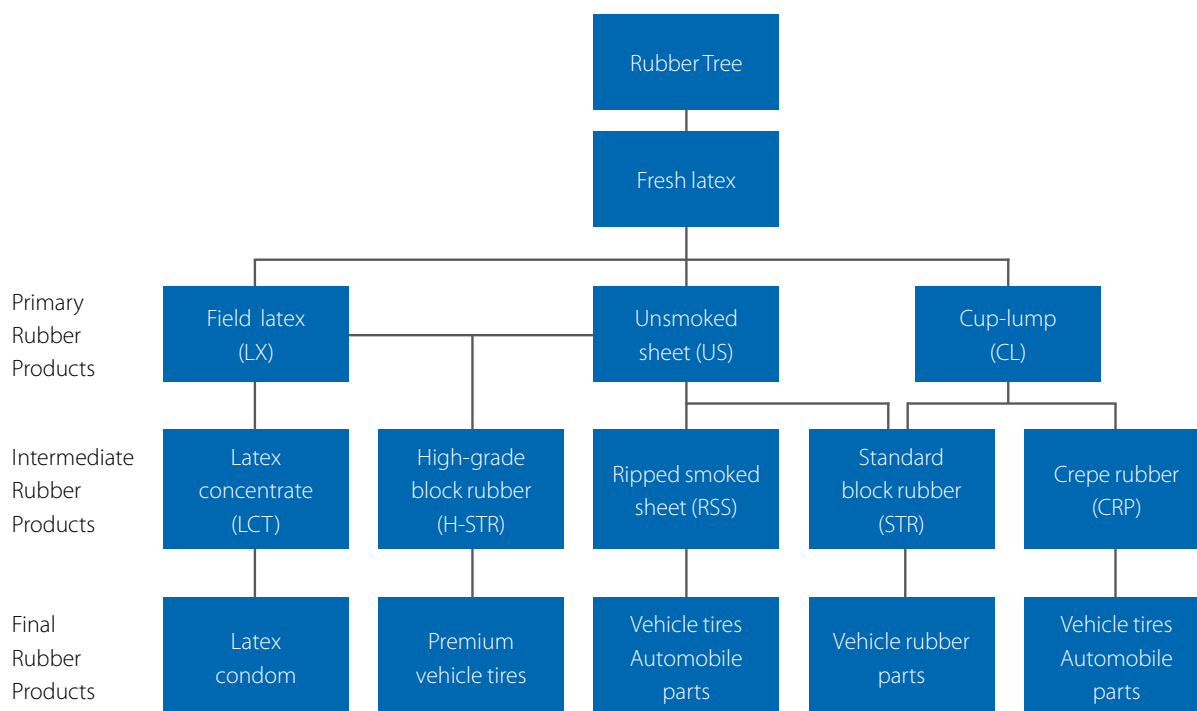 Rubber Tree
Fresh latex
Primary
Rubber
Products
Field latex
(LX)
Unsmoked
sheet (US)
Cup-lump
(CL)
Intermediate
Rubber
Products
Latex
concentrate
(LCT)
High-grade
block rubber
(H-STR)
Ripped smoked
sheet (RSS)
Standard
block rubber
(STR)
Crepe rubber
(CRP)
Final
Rubber
Products
Latex
condom
Premium
vehicle tires
Vehicle tires
Automobile
parts
Vehicle rubber
parts
Vehicle tires
Automobile
parts